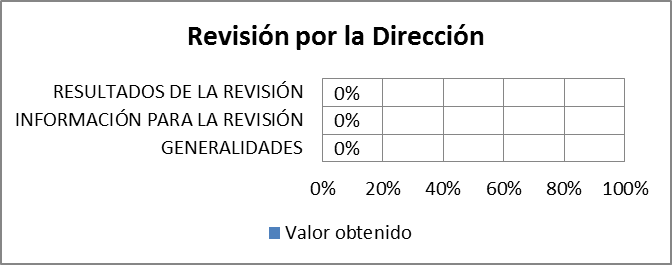 Revisión por la Dirección
RESULTADOS DE LA REVISIÓN 0%
INFORMACIÓN PARA LA REVISIÓN 0%
GENERALIDADES 0%
0% 20% 40% 60% 80% 100%
Valor obtenido